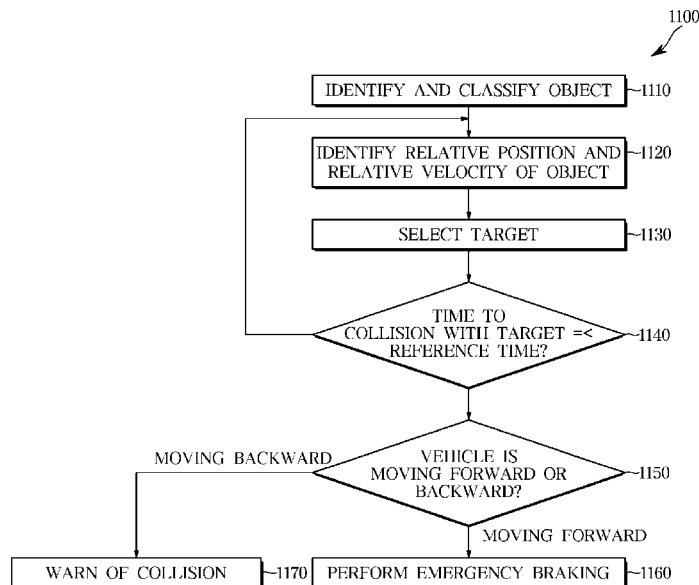 1100
IDENTIFY AND CLASSIFY OBJECT
1110
IDENTIFY RELATIVE POSITION AND
RELATIVE VELOCITY OF OBJECT
1120
SELECT TARGET
1130
TIME TO
COLLISION WITH TARGET =<
REFERENCE TIME?
1140
VEHICLE IS
MOVING FORWARD OR
BACKWARD?
1150
MOVING BACKWARD
MOVING FORWARD
WARN OF COLLISION
1170
PERFORM EMERGENCY BRAKING
1160